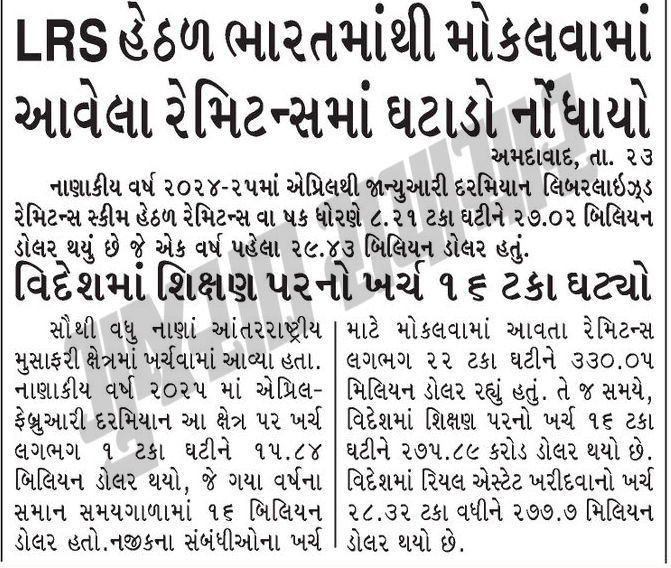 LRS હેઠળ ભારતમાંથી મોકલવામાં
આવેલા રેમિટન્સમાં ઘટાડો નોંધાયો
અમદાવાદ, તા. ૨૩
નાણાકીય વર્ષ ૨૦૨૪-૨૫માં એપ્રિલથી જાન્યુઆરી દરમિયાન લિબરલાઇઝ્ડ
રેમિટન્સ સ્કીમ હેઠળ રેમિટન્સ વા ષક ધોરણે ૮.૨૧ ટકા ઘટીને ૨૭.૦૨ બિલિયન
ડોલર થયું છે જે એક વર્ષ પહેલા ૨૯.૪૩ બિલિયન ડોલર હતું.
વિદેશમાં શિક્ષણ પરનો ખર્ચ ૧૬ ટકા ઘટ્યો
સૌથી વધુ નાણાં આંતરરાષ્ટ્રીય
મુસાફરી ક્ષેત્રમાં ખર્ચવામાં આવ્યા હતા.
નાણાકીય વર્ષ ૨૦૨૫ માં એપ્રિલ-
ફેબ્રુઆરી દરમિયાન આ ક્ષેત્ર પર ખર્ચ
લગભગ ૧ ટકા ઘટીને ૧૫.૮૪
બિલિયન ડોલર થયો, જે ગયા વર્ષના
સમાન સમયગાળામાં ૧૬ બિલિયન
ડોલર હતો.નજીકના સંબંધીઓના ખર્ચ
માટે મોકલવામાં આવતા રેમિટન્સ
લગભગ ૨૨ ટકા ઘટીને ૩૩૦.૦૫
મિલિયન ડોલર રહ્યું હતું. તે જ સમયે,
વિદેશમાં શિક્ષણ પરનો ખર્ચ ૧૬ ટકા
ઘટીને ૨૭૫.૮૯ કરોડ ડોલર થયો છે.
વિદેશમાં રિયલ એસ્ટેટ ખરીદવાનો ખર્ચ
૨૮.૩૨ ટકા વધીને ૨૭૭.૭ મિલિયન
ડોલર થયો છે.
ગુજરાત સમાચાર